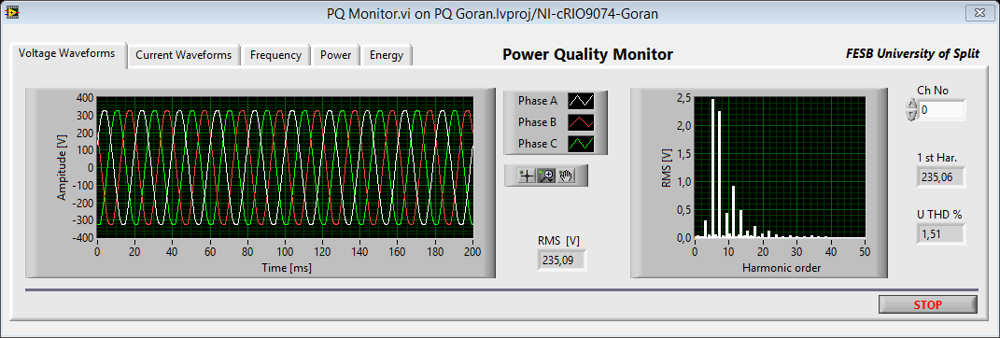 PQ Monitor.vi on PQ Goran.lvproj/NI-cRIO9074-Goran
Voltage Waveforms
Current Waveforms
Frequency
Power
Energy
Power Quality Monitor
FESB University of Split
Ampitude [V]
400
300
200
100
0
-100
-200
-300
-400
0 20 40 60 80 100 120 140 160 180 200
Time [ms]
Phase A
Phase B
Phase C
RMS [V]
235,09
RMS [V]
2,5
2,0
1,5
1,0
0,5
0,0
0 10 20 30 40 50
Harmonic order
Ch No
0
1 st Har.
235,06
U THD %
1,51
STOP